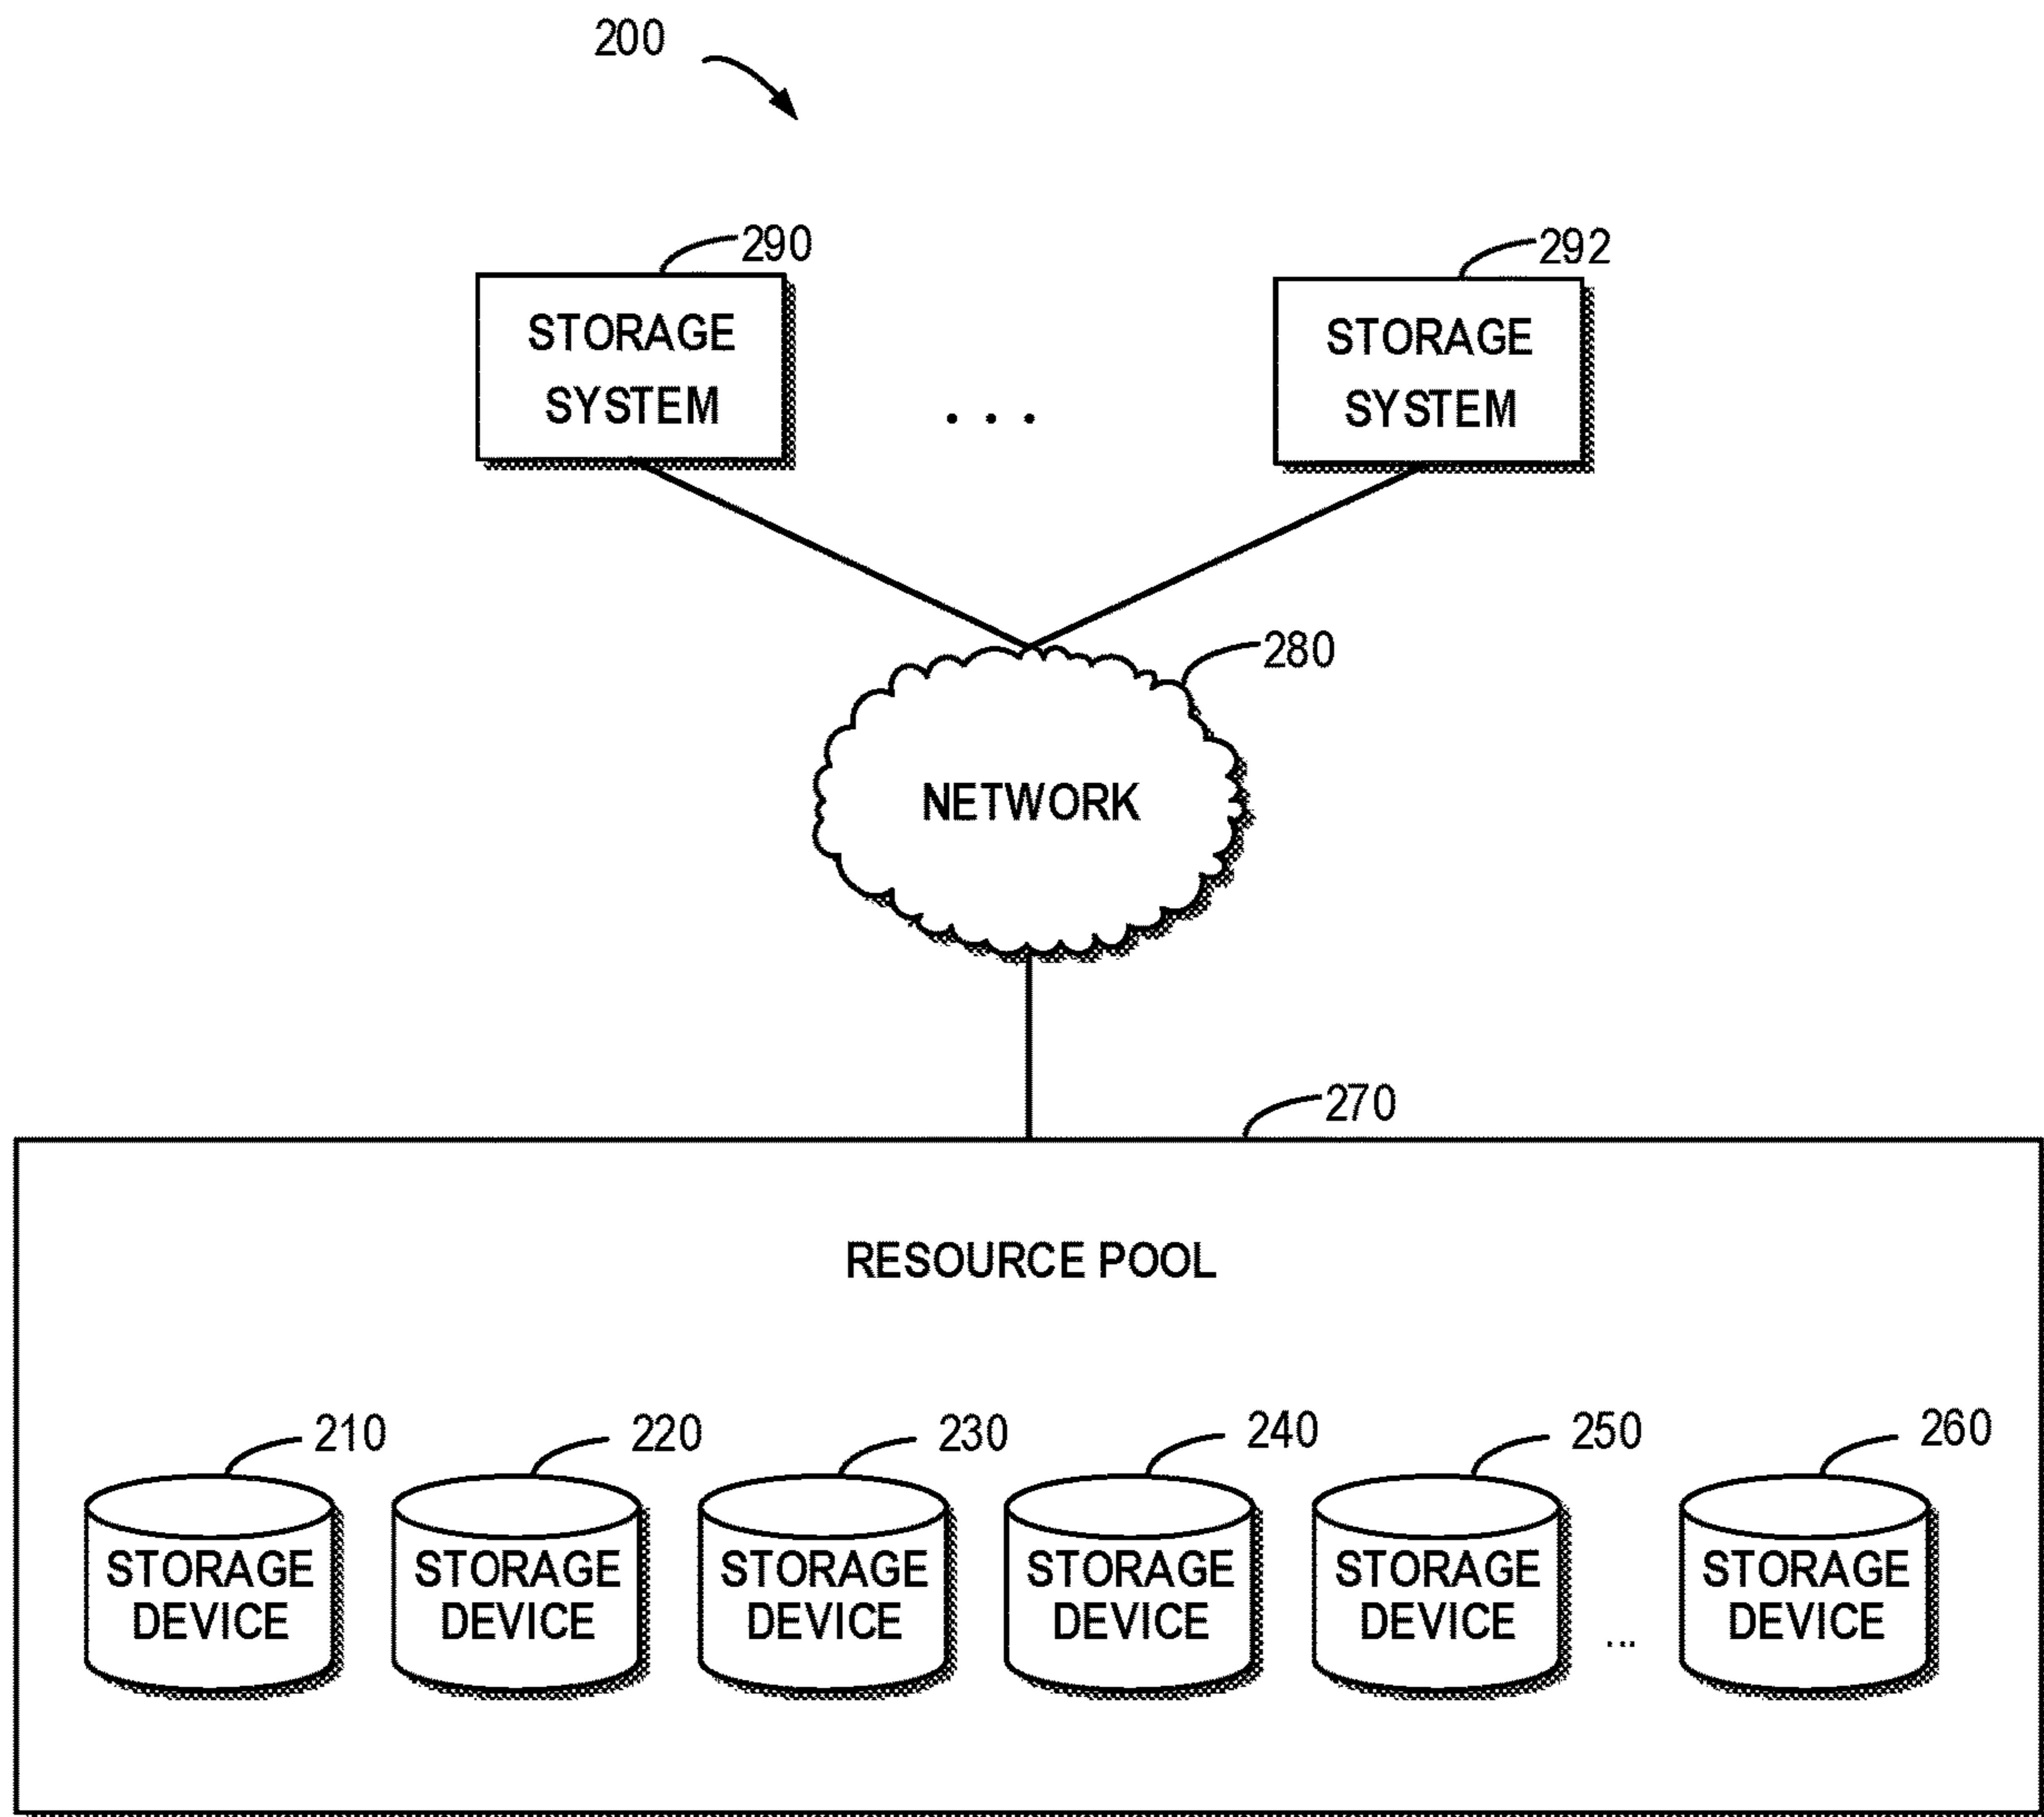 200
290
292
STORAGE
SYSTEM
. . .
STORAGE
SYSTEM
280
NETWORK
270
RESOURCE POOL
210
220
230
240
250
260
STORAGE
DEVICE
STORAGE
DEVICE
STORAGE
DEVICE
STORAGE
DEVICE
STORAGE
DEVICE
...
STORAGE
DEVICE